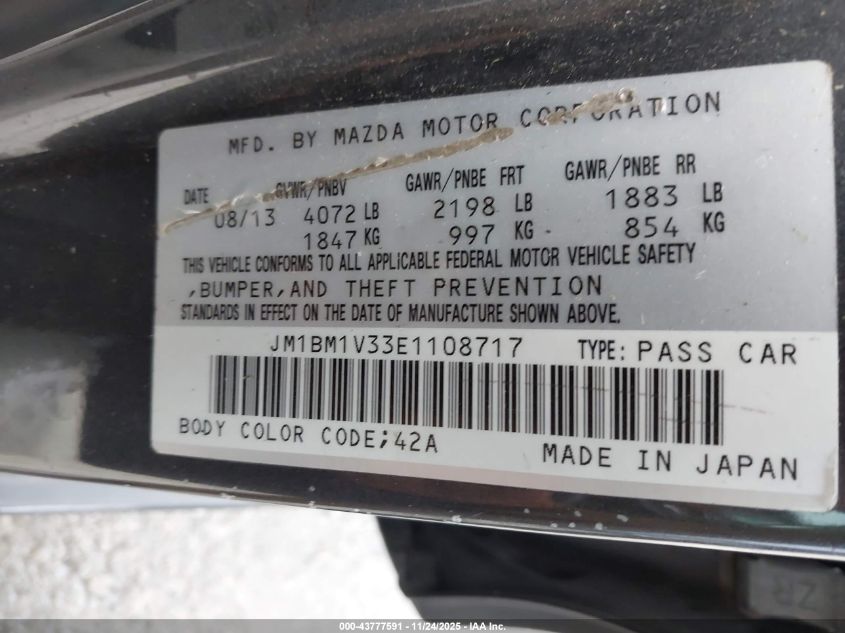 MFD. BY MAZDA MOTOR CORPORATION
DATE GVWR/PNBV GAWR/PNBE FRT GAWR/PNBE RR
08/13 4072 LB 2198 LB 1883 LB
1847 KG 997 KG 854 KG
THIS VEHICLE CONFORMS TO ALL APPLICABLE FEDERAL MOTOR VEHICLE SAFETY
,BUMPER,AND THEFT PREVENTION
STANDARDS IN EFFECT ON THE DATE OF MANUFACTURE SHOWN ABOVE.
JM1BM1V33E1108717 TYPE: PASS CAR
BODY COLOR CODE;42A
MADE IN JAPAN
ZR
000-43777591 - 11/24/2025 - IAA Inc.